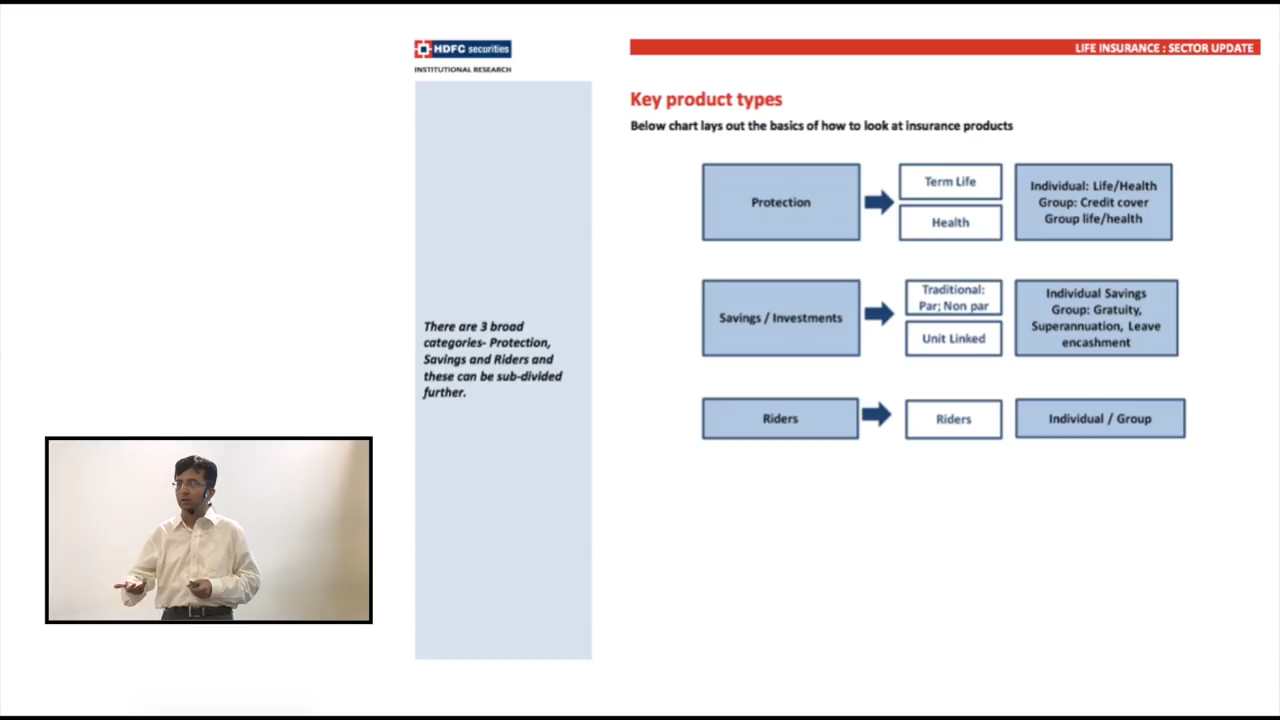 HDFC securities
INSTITUTIONAL RESEARCH
LIFE INSURANCE : SECTOR UPDATE
Key product types
Below chart lays out the basics of how to look at insurance products
There are 3 broad
categories- Protection,
Savings and Riders and
these can be sub-divided
further.
Protection
Term Life
Health
Individual: Life/Health
Group: Credit cover
Group life/health
Savings / Investments
Traditional:
Par; Non par
Unit Linked
Individual Savings
Group: Gratuity,
Superannuation, Leave
encashment
Riders
Riders
Individual / Group